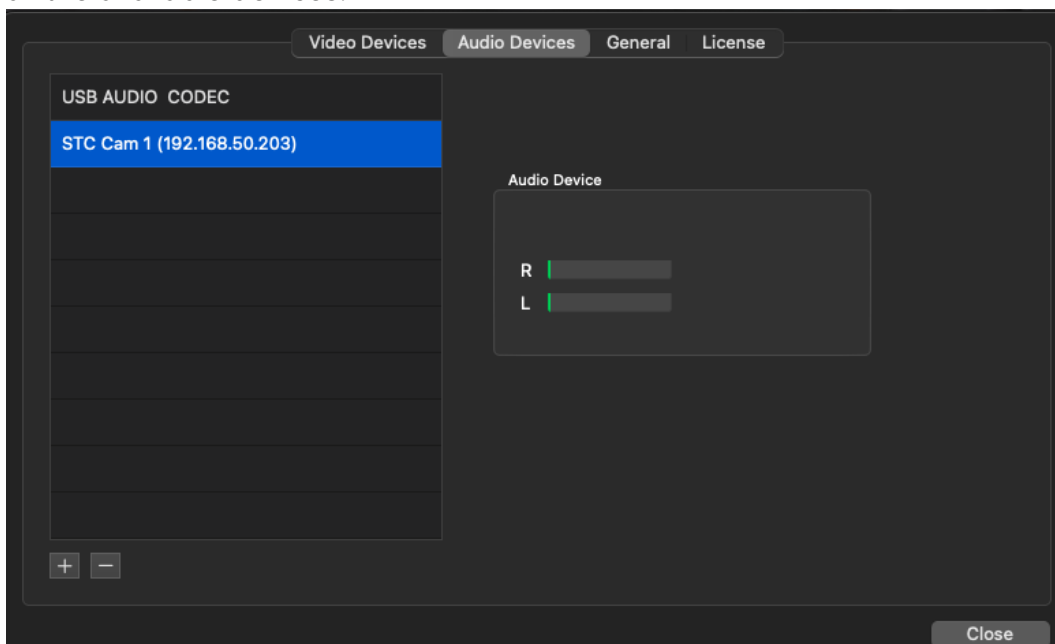 Video Devices Audio Devices General License
USB AUDIO  CODEC
STC Cam 1 (192.168.50.203)
Audio Device
R
L
+ −
Close